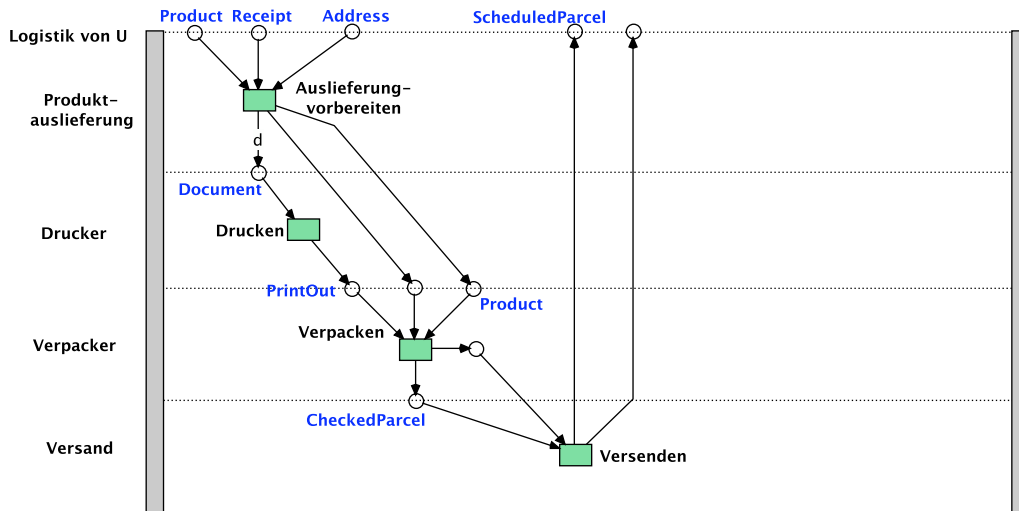 Product Receipt Address ScheduledParcel
Logistik von U
Auslieferung-
vorbereiten
Produkt-
auslieferung
d
Document
Drucken
Drucker
PrintOut
Product
Verpacken
Verpacker
CheckedParcel
Versand
Versenden